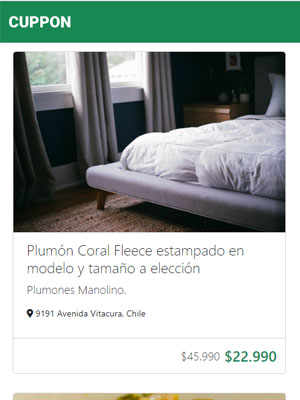 CUPPON
Plumón Coral Fleece estampado en
modelo y tamaño a elección
Plumones Manolino.
9191 Avenida Vitacura, Chile
$45.990 $22.990